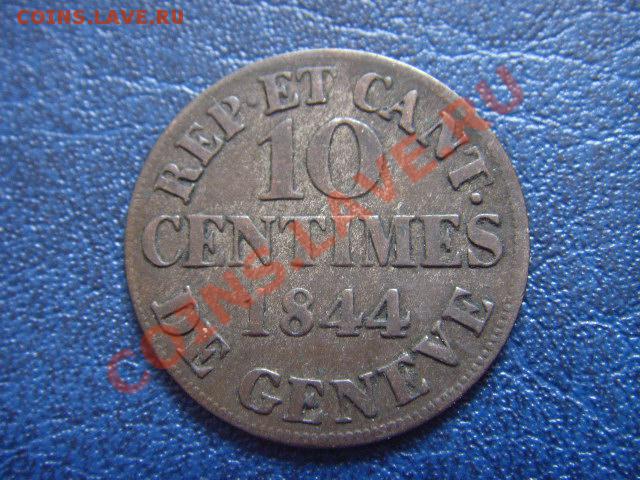 COINS.LAVE.RU
REP. ET CANT.
10
CENTIMES
1844
DE GENEVE
COINS.LAVE.RU